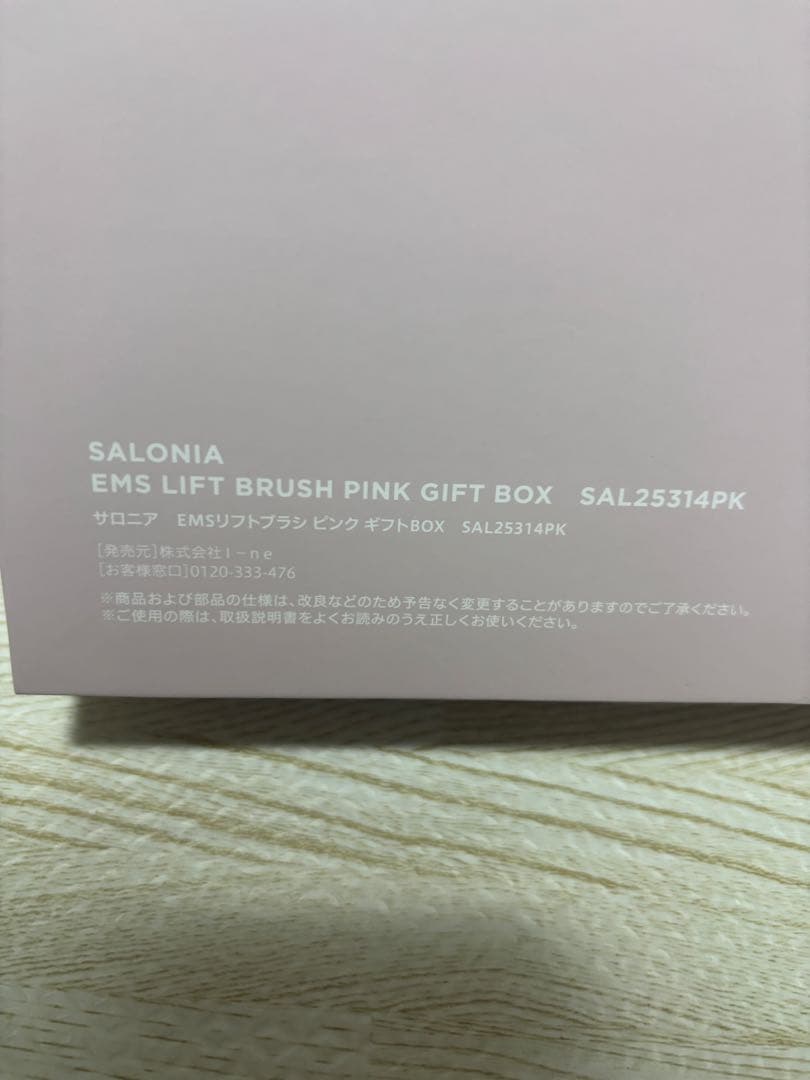 SALONIA
EMS LIFT BRUSH PINK GIFT BOX SAL25314PK
サロニア EMSリフトブラシ ピンク ギフトBOX SAL25314PK
[発売元]株式会社I－ne
[お客様窓口]0120-333-476
※商品および部品の仕様は、改良などのため予告なく変更することがありますのでご了承ください。
※ご使用の際は、取扱説明書をよくお読みのうえ正しくお使いください。